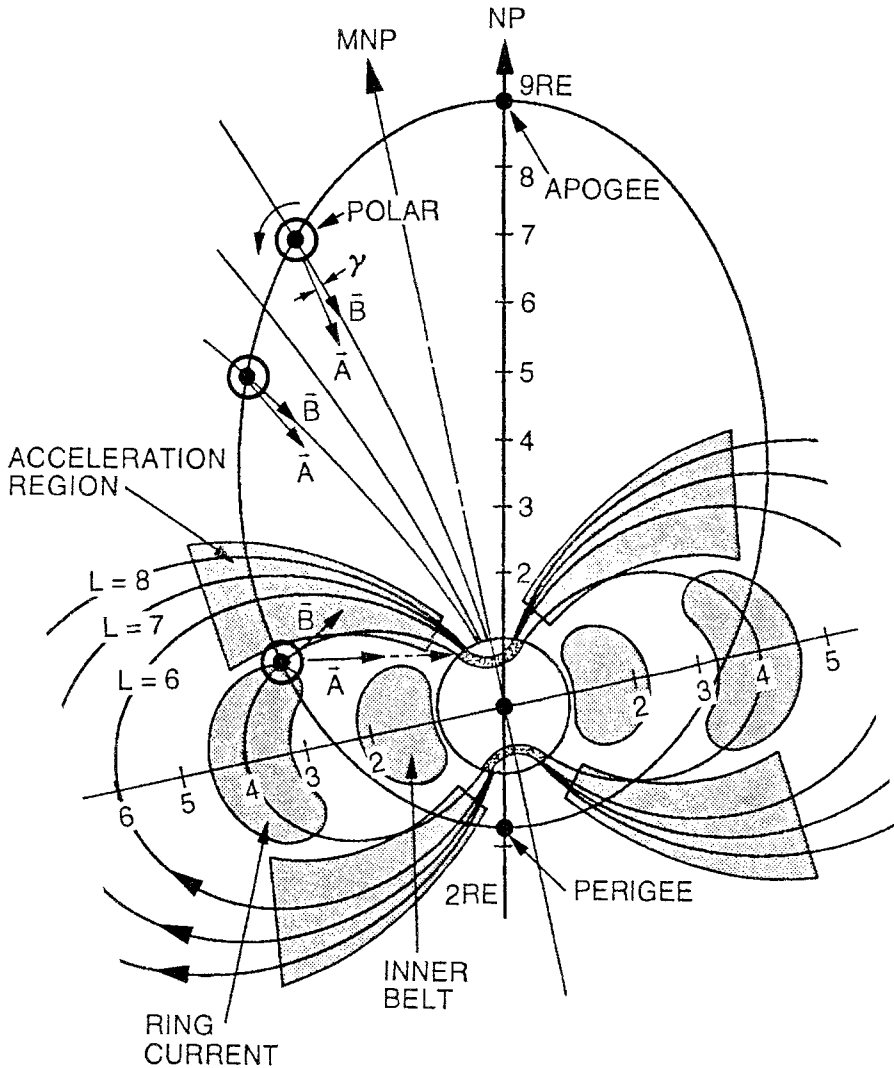 NP
MNP
9RE
8
APOGEE
POLAR
7
γ
B̄
6
Ā
5
B̄
4
Ā
ACCELERATION
REGION
3
2
L = 8
B̄
L = 7
Ā
L = 6
5
4
3
2
2
3
4
5
6
2RE
PERIGEE
INNER
BELT
RING
CURRENT